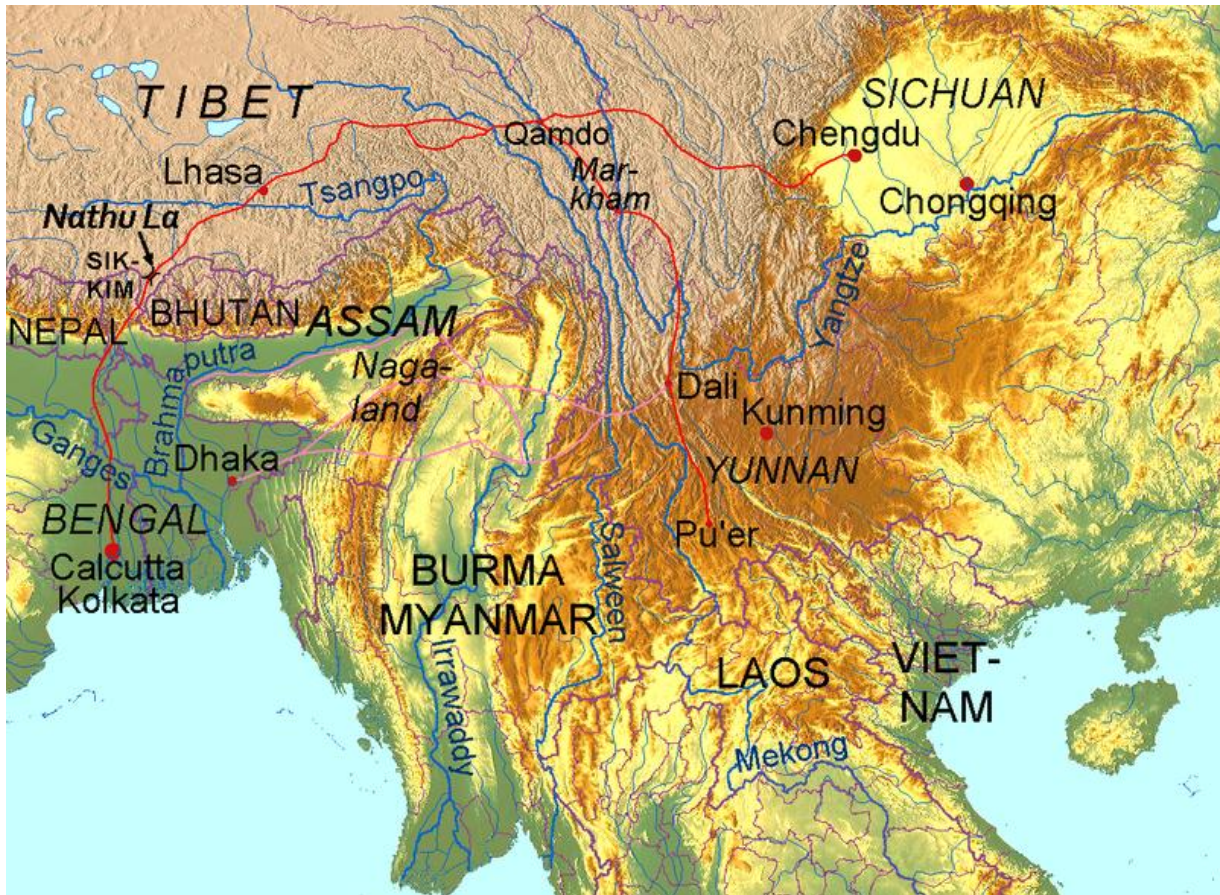 TIBET
SICHUAN
Chengdu
Qamdo
Mar-
kham
Lhasa
Tsangpo
Chongqing
Nathu La
SIK-
KIM
Yangtze
BHUTAN
ASSAM
NEPAL
Brahma-
putra
Naga-
land
Dali
Kunming
Ganges
Dhaka
YUNNAN
BENGAL
Pu'er
Salween
Calcutta
Kolkata
BURMA
MYANMAR
Irrawaddy
LAOS
VIET-
NAM
Mekong